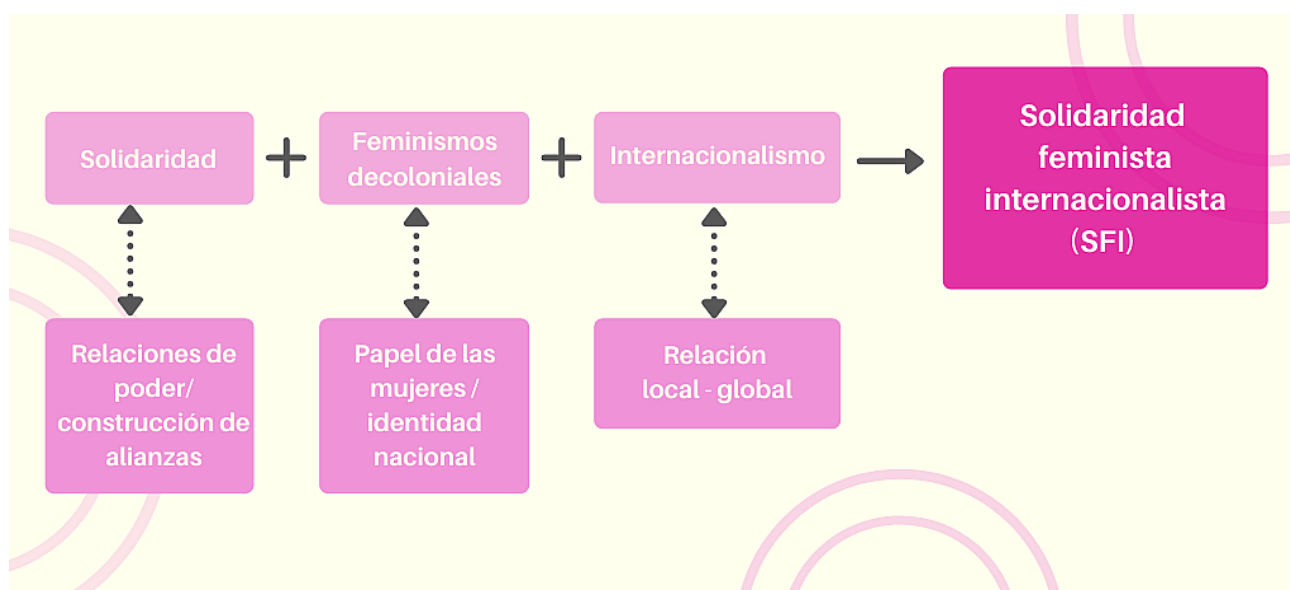 Solidaridad
+
Feminismos
decoloniales
+
Internacionalismo
Solidaridad
feminista
internacionalista
(SFI)
Relaciones de
poder/
construcción de
alianzas
Papel de las
mujeres /
identidad
nacional
Relación
local - global